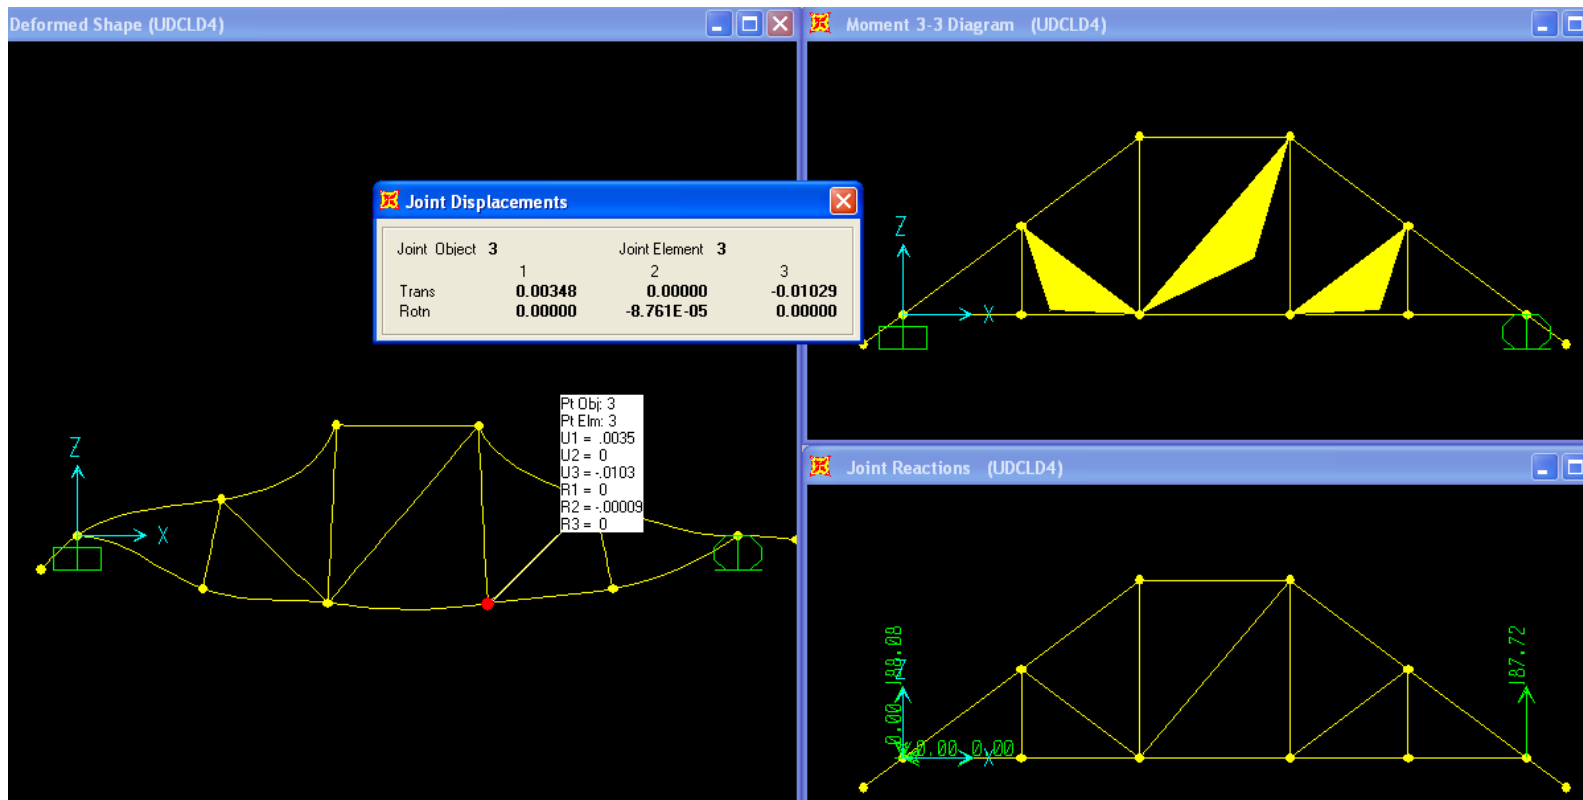 Deformed Shape (UDCLD4)
Moment 3-3 Diagram (UDCLD4)
Z
X
Joint Displacements
Joint Object 3 Joint Element 3
1 2 3
Trans 0.00348 0.00000 -0.01029
Rotn 0.00000 -8.761E-05 0.00000
Pt Obj: 3
Pt Elm: 3
U1 = .0035
U2 = 0
U3 = -.0103
R1 = 0
R2 = -.00009
R3 = 0
Z
X
Joint Reactions (UDCLD4)
187.72
0.00
0.00 0.00
X